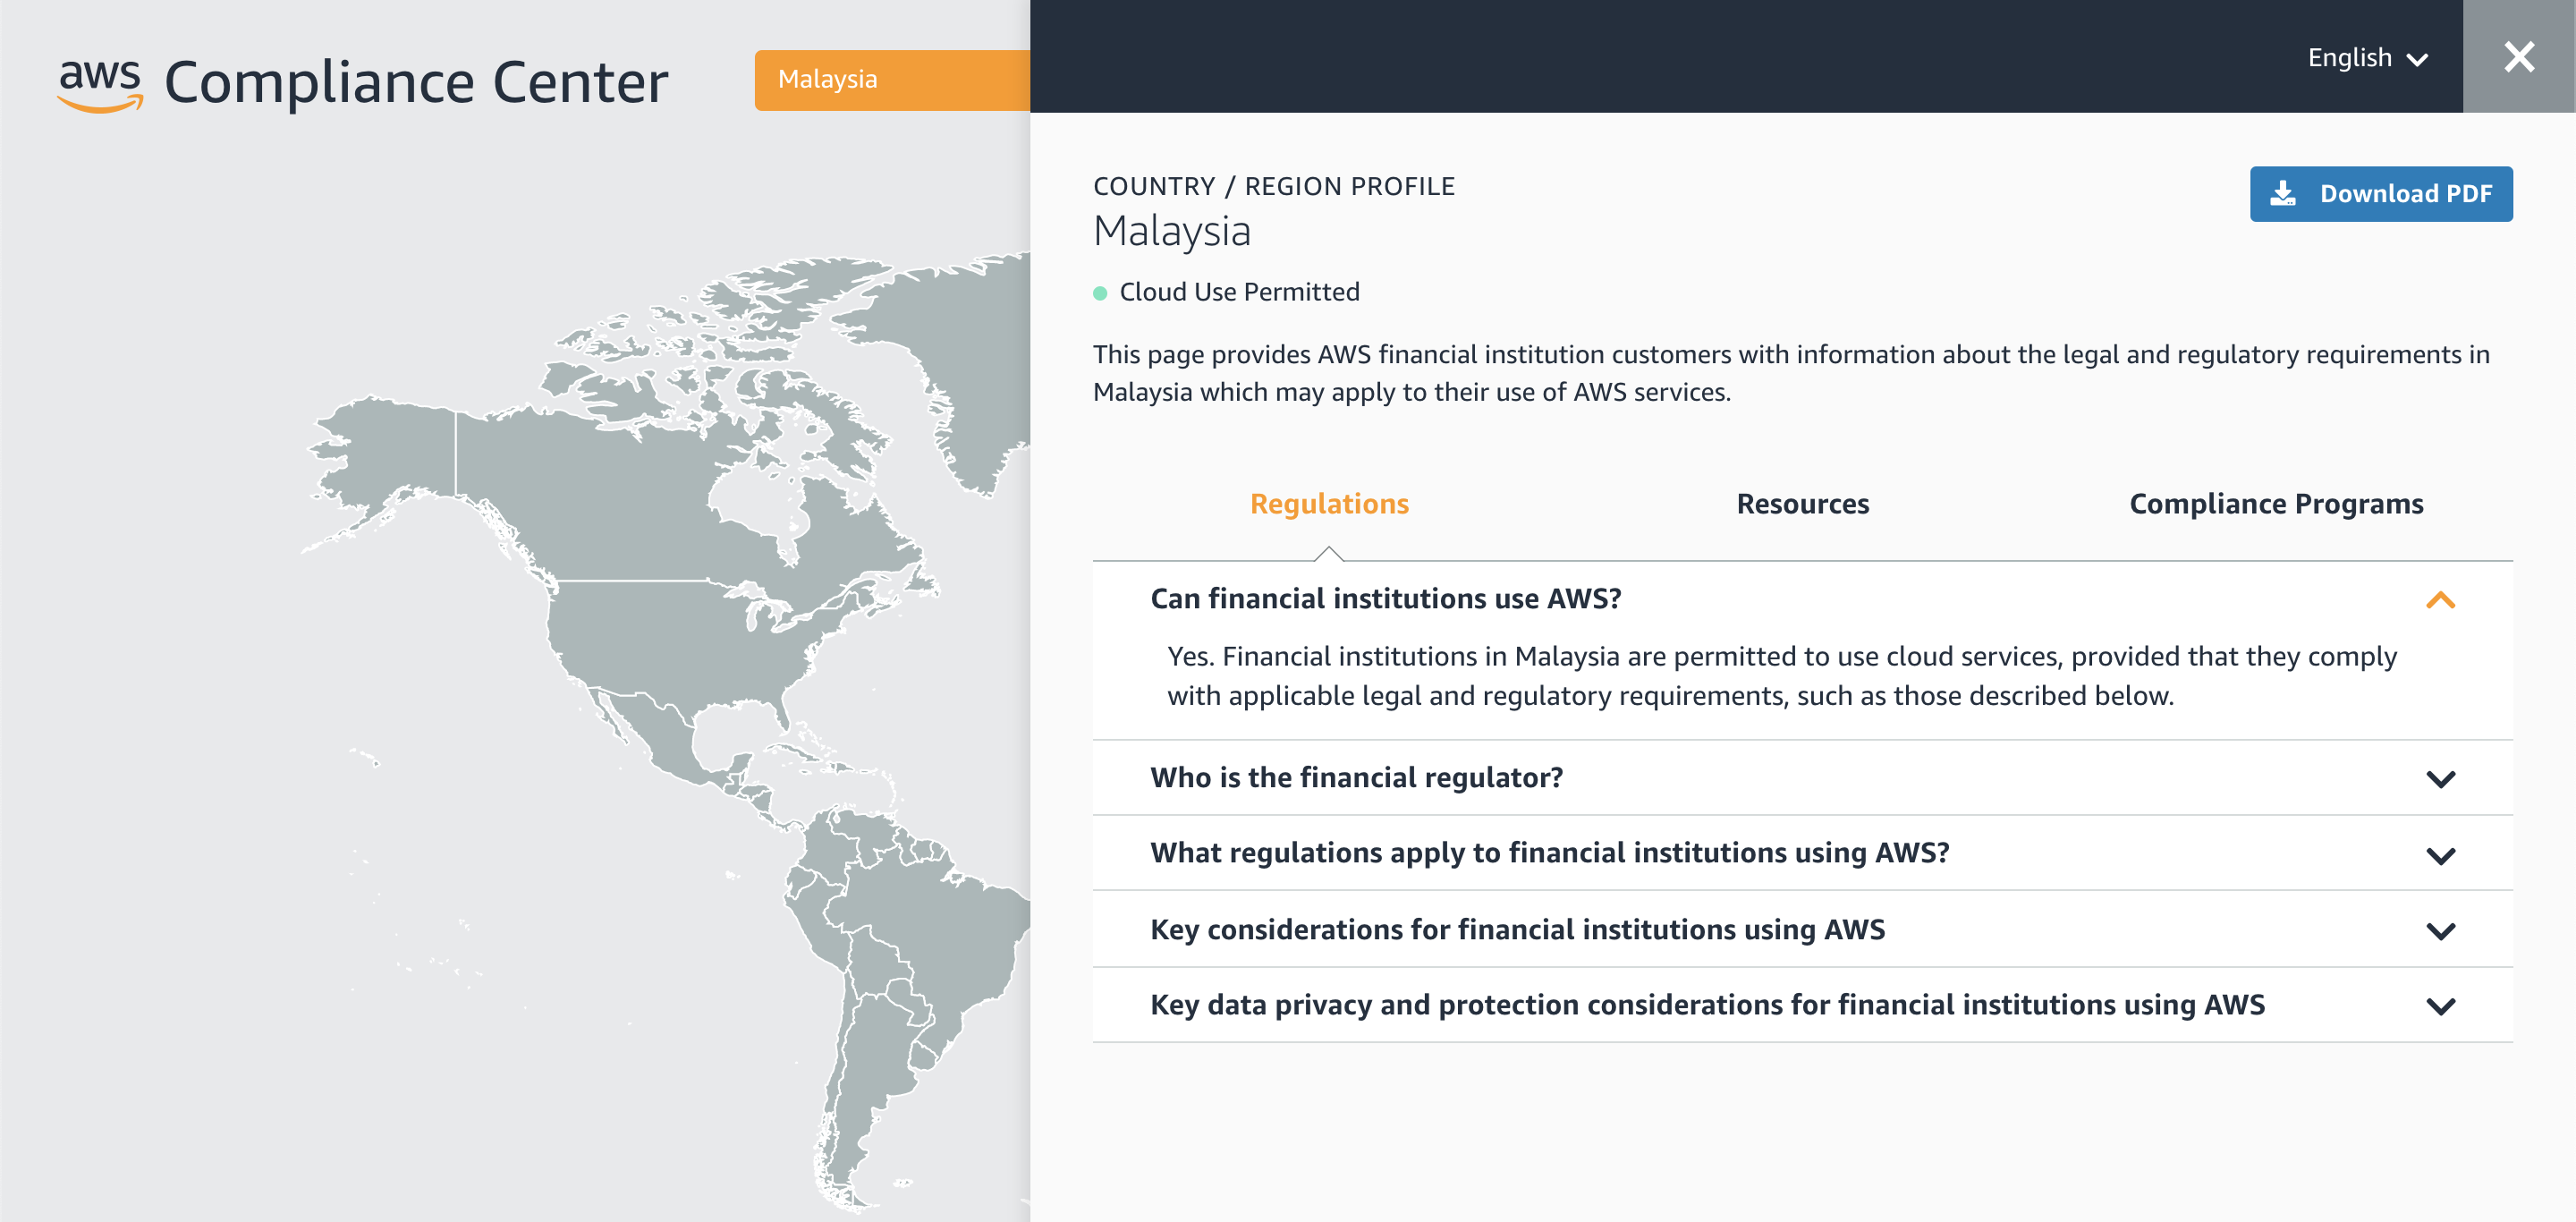 aws Compliance Center
Malaysia
English
COUNTRY / REGION PROFILE
Malaysia
Download PDF
Cloud Use Permitted
This page provides AWS financial institution customers with information about the legal and regulatory requirements in
Malaysia which may apply to their use of AWS services.
Regulations
Resources
Compliance Programs
Can financial institutions use AWS?
Yes. Financial institutions in Malaysia are permitted to use cloud services, provided that they comply
with applicable legal and regulatory requirements, such as those described below.
Who is the financial regulator?
What regulations apply to financial institutions using AWS?
Key considerations for financial institutions using AWS
Key data privacy and protection considerations for financial institutions using AWS